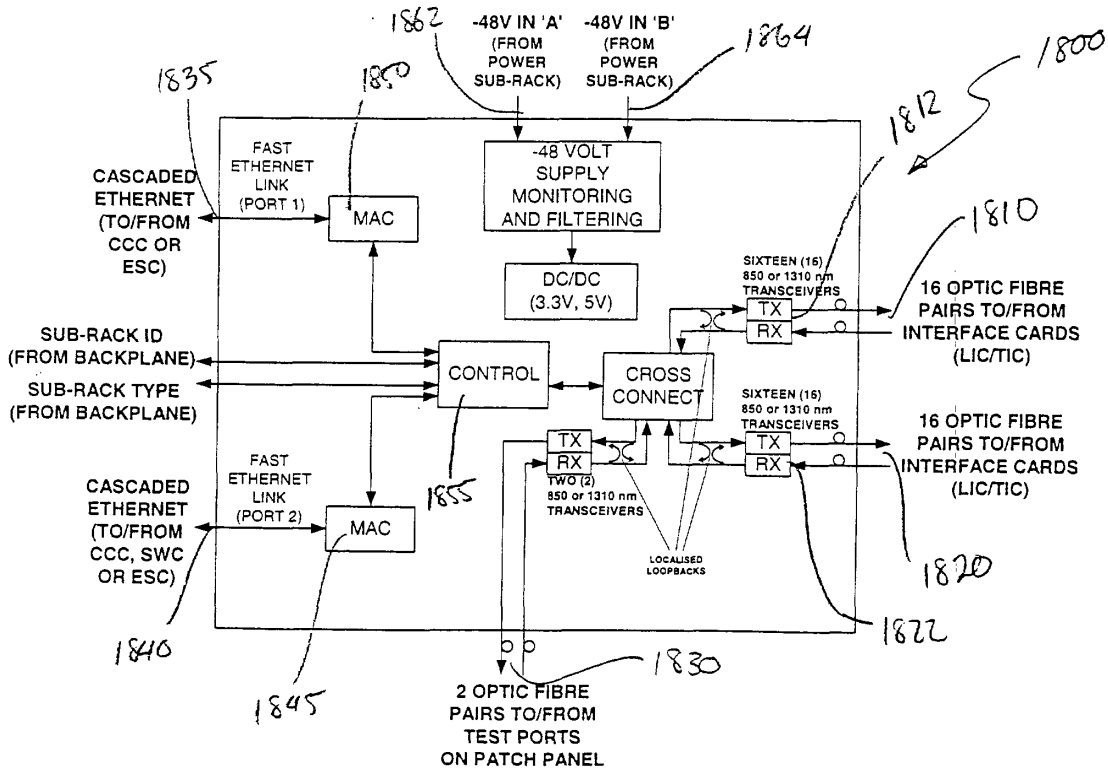 1862
-48V IN 'A'
(FROM
POWER
SUB-RACK)
-48V IN 'B'
(FROM
POWER
SUB-RACK)
1864
1800
1835
1850
1812
FAST
ETHERNET
LINK
(PORT 1)
CASCADED
ETHERNET
(TO/FROM
CCC OR
ESC)
MAC
-48 VOLT
SUPPLY
MONITORING
AND FILTERING
DC/DC
(3.3V, 5V)
SIXTEEN (16)
850 or 1310 nm
TRANSCEIVERS
TX
RX
1810
16 OPTIC FIBRE
PAIRS TO/FROM
INTERFACE CARDS
(LIC/TIC)
SUB-RACK ID
(FROM BACKPLANE)
SUB-RACK TYPE
(FROM BACKPLANE)
CONTROL
CROSS
CONNECT
SIXTEEN (16)
850 or 1310 nm
TRANSCEIVERS
TX
RX
16 OPTIC FIBRE
PAIRS TO/FROM
INTERFACE CARDS
(LIC/TIC)
TX
RX
TWO (2)
850 or 1310 nm
TRANSCEIVERS
1855
FAST
ETHERNET
LINK
(PORT 2)
CASCADED
ETHERNET
(TO/FROM
CCC, SWC
OR ESC)
MAC
LOCALISED
LOOPBACKS
1820
1822
1840
1845
1830
2 OPTIC FIBRE
PAIRS TO/FROM
TEST PORTS
ON PATCH PANEL